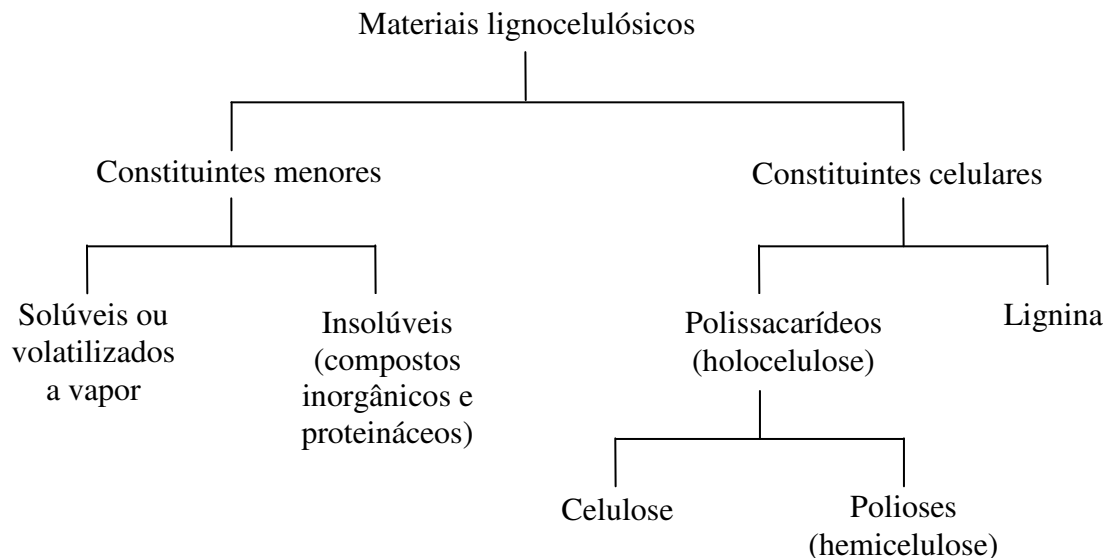 Materiais lignocelulósicos
Constituintes menores
Constituintes celulares
Solúveis ou
volatilizados
a vapor
Insolúveis
(compostos
inorgânicos e
proteináceos)
Polissacarídeos
(holocelulose)
Lignina
Celulose
Polioses
(hemicelulose)